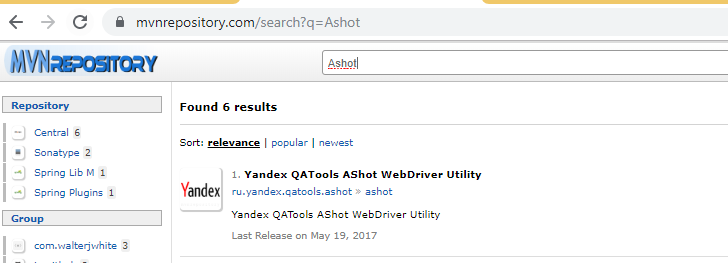 mvnrepository.com/search?q=Ashot
MVNREPOSITORY
Ashot
Repository
Central 6
Sonatype 2
Spring Lib M 1
Spring Plugins 1
Group
com.walterjwhite 3
Found 6 results
Sort: relevance | popular | newest
Yandex
1. Yandex QATools AShot WebDriver Utility
ru.yandex.qatools.ashot » ashot
Yandex QATools AShot WebDriver Utility
Last Release on May 19, 2017